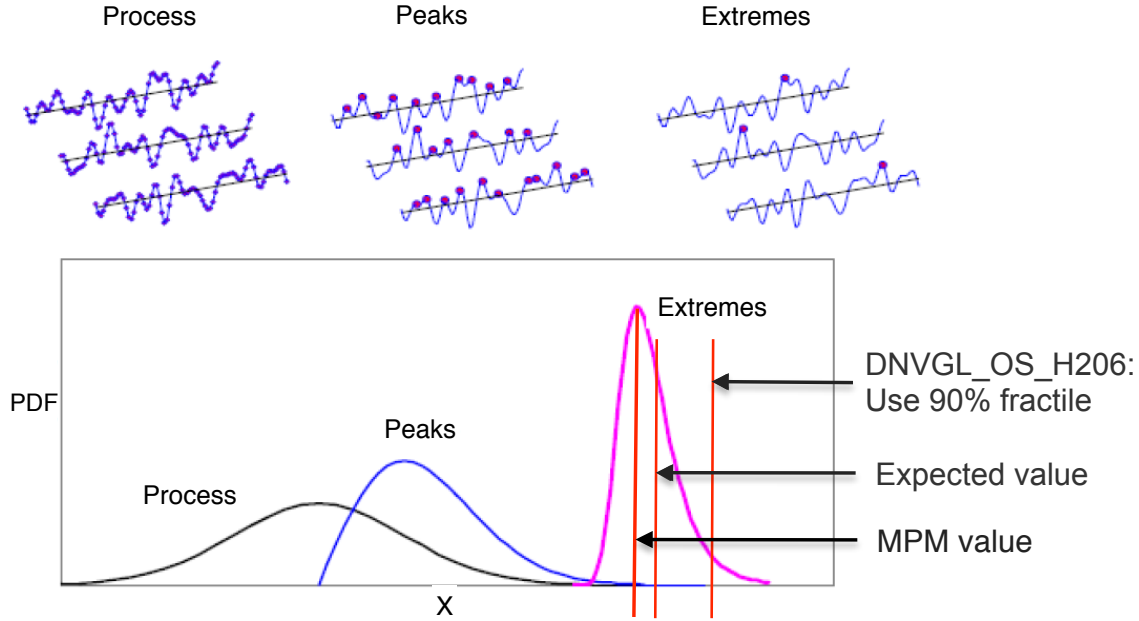 Process
Peaks
Extremes
Extremes
DNVGL_OS_H206:
Use 90% fractile
PDF
Peaks
Expected value
Process
MPM value
X